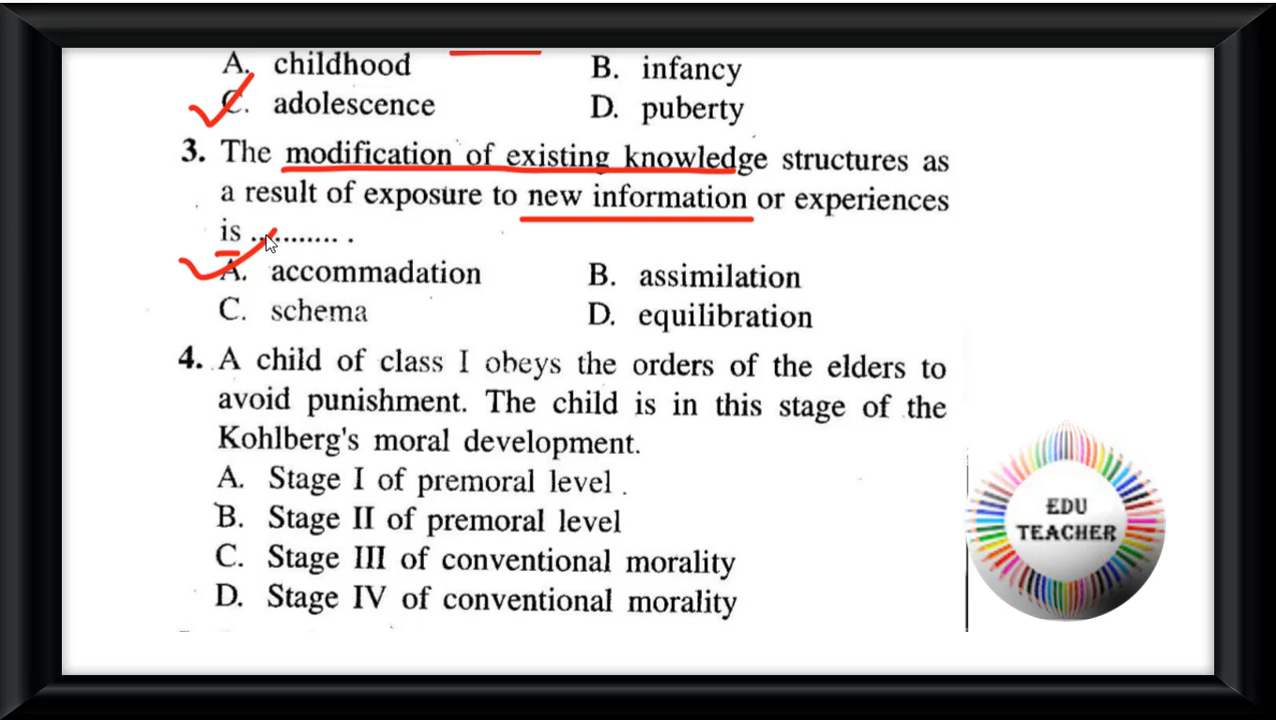 A. childhood B. infancy
C. adolescence D. puberty
3. The modification of existing knowledge structures as
a result of exposure to new information or experiences
is ........... .
A. accommadation B. assimilation
C. schema D. equilibration
4. A child of class I obeys the orders of the elders to
avoid punishment. The child is in this stage of the
Kohlberg's moral development.
A. Stage I of premoral level .
B. Stage II of premoral level
C. Stage III of conventional morality
D. Stage IV of conventional morality
EDU
TEACHER